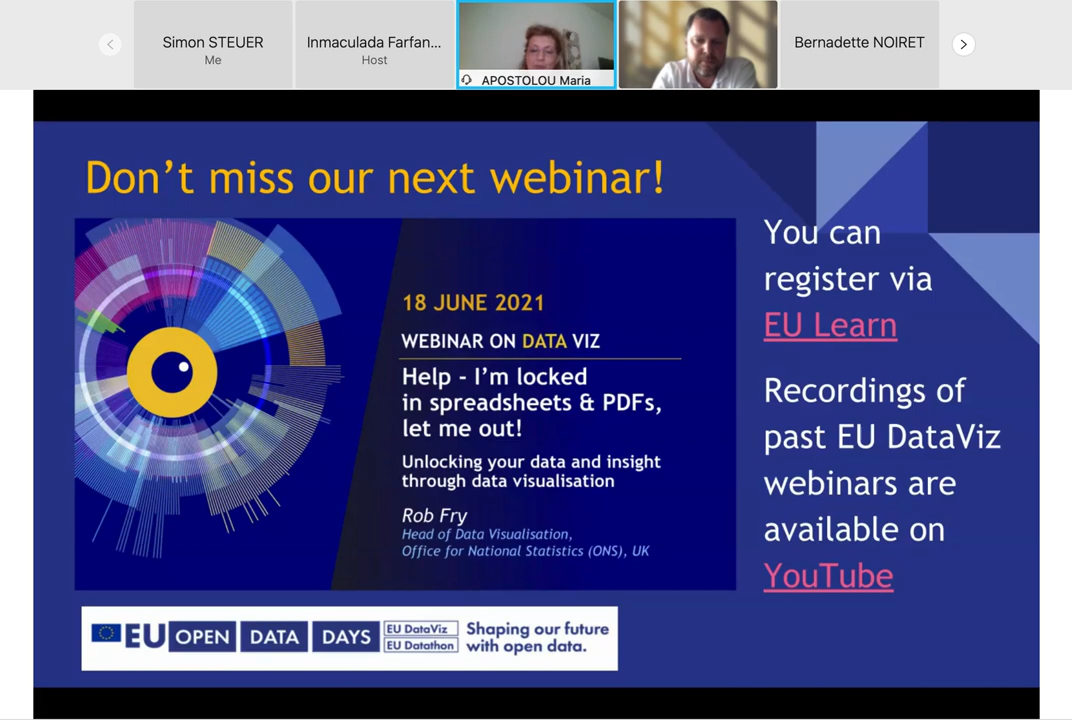 Simon STEUER
Me
Inmaculada Farfan...
Host
APOSTOLOU Maria
Bernadette NOIRET
Don't miss our next webinar!
18 JUNE 2021
WEBINAR ON DATA VIZ
Help - I'm locked
in spreadsheets & PDFs,
let me out!
Unlocking your data and insight
through data visualisation
Rob Fry
Head of Data Visualisation,
Office for National Statistics (ONS), UK
You can
register via
EU Learn
Recordings of
past EU DataViz
webinars are
available on
YouTube
EU OPEN DATA DAYS
EU DataViz
EU Datathon
Shaping our future
with open data.